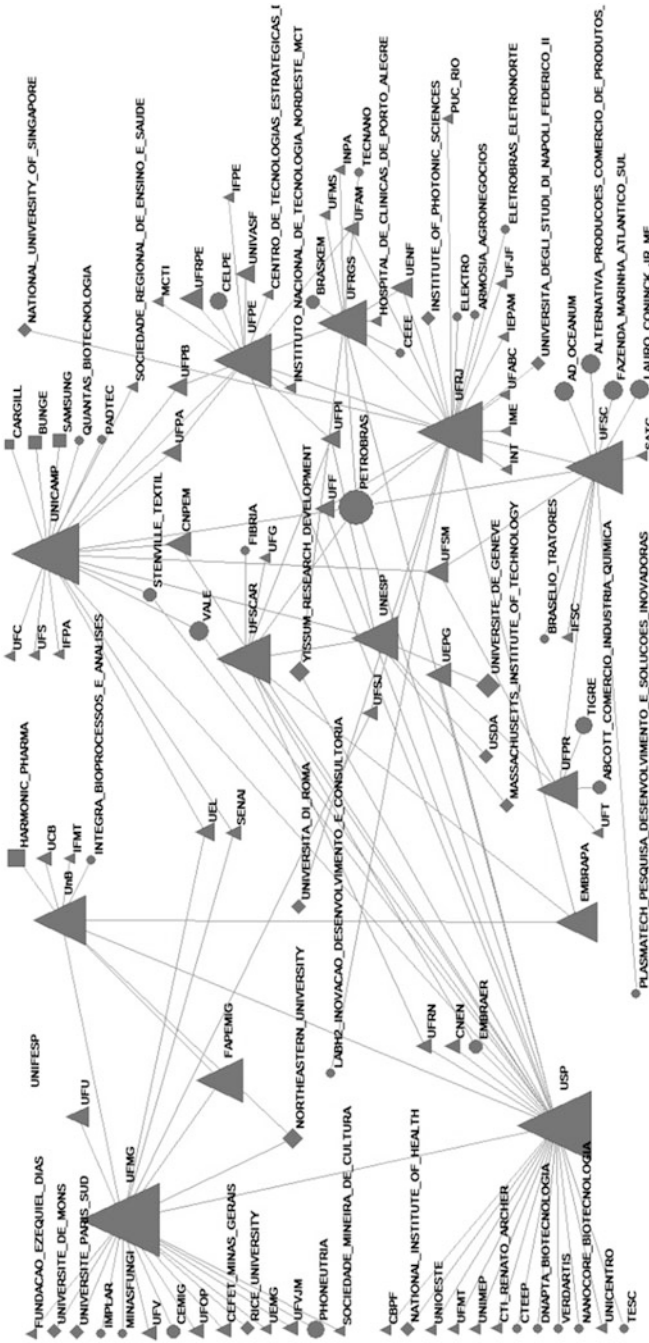 FUNDACAO_EZEQUIEL_DIAS
UNIVERSITE_DE_MONS
UNIVERSITE_PARIS_SUD
IMPLAR
MINASFUNGI
UFV
CEMIG
UFOP
CEFET_MINAS_GERAIS
RICE_UNIVERSITY
UEMG
UFVJM
PHONEUTRIA
SOCIEDADE_MINEIRA_DE_CULTURA
CBPF
NATIONAL_INSTITUTE_OF_HEALTH
UNIOESTE
UFMT
UNIMEP
CTI_RENATO_ARCHER
CTEEP
DNAPTA_BIOTECNOLOGIA
VERDARTIS
NANOCORE_BIOTECNOLOGIA
UNICENTRO
TESC
UFMG
UFU
UNIFESP
FAPEMIG
NORTHEASTERN_UNIVERSITY
LABH2_INOVACAO_DESENVOLVIMENTO_E_CONSULTORIA
UFRN
CNEN
EMBRAER
USP
HARMONIC_PHARMA
UCB
IFMT
UnB
INTEGRA_BIOPROCESSOS_E_ANALISES
UEL
SENAI
UNIVERSITA_DI_ROMA
EMBRAPA
PLASMATECH_PESQUISA_DESENVOLVIMENTO_E_SOLUCOES_INOVADORAS
UFC
UFS
IFPA
UNICAMP
CARGILL
BUNGE
SAMSUNG
QUANTAS_BIOTECNOLOGIA
PADTEC
STENVILLE_TEXTIL
VALE
CNPEM
UFSCAR
FIBRIA
UFG
YISSUM_RESEARCH_DEVELOPMENT
UFSJ
UNESP
UEPG
USDA
UNIVERSITE_DE_GENEVE
MASSACHUSETTS_INSTITUTE_OF_TECHNOLOGY
UFPR
UFT
TIGRE
ABCOTT_COMERCIO_INDUSTRIA_QUIMICA
NATIONAL_UNIVERSITY_OF_SINGAPORE
SOCIEDADE_REGIONAL_DE_ENSINO_E_SAUDE
MCTI
UFPB
UFPA
UFRPE
CELPE
UFPE
IFPE
UNIVASF
CENTRO_DE_TECNOLOGIAS_ESTRATEGICAS_I
INSTITUTO_NACIONAL_DE_TECNOLOGIA_NORDESTE_MCT
BRASKEM
UFRGS
UFMS
INPA
UFAM
TECNANO
HOSPITAL_DE_CLINICAS_DE_PORTO_ALEGRE
UFPI
UFF
PETROBRAS
CEEE
UENF
INSTITUTE_OF_PHOTONIC_SCIENCES
PUC_RIO
UFRJ
ELEKTRO
ARMOSIA_AGRONEGOCIOS
ELETROBRAS_ELETRONORTE
UFJF
IEPAM
UFABC
IME
INT
UNIVERSITA_DEGLI_STUDI_DI_NAPOLI_FEDERICO_II
UFSM
BRASELIO_TRATORES
IFSC
UFSC
AD_OCEANUM
ALTERNATIVA_PRODUCOES_COMERCIO_DE_PRODUTOS_
FAZENDA_MARINHA_ATLANTICO_SUL
LAURO_CONINCK_JR_ME
SATC